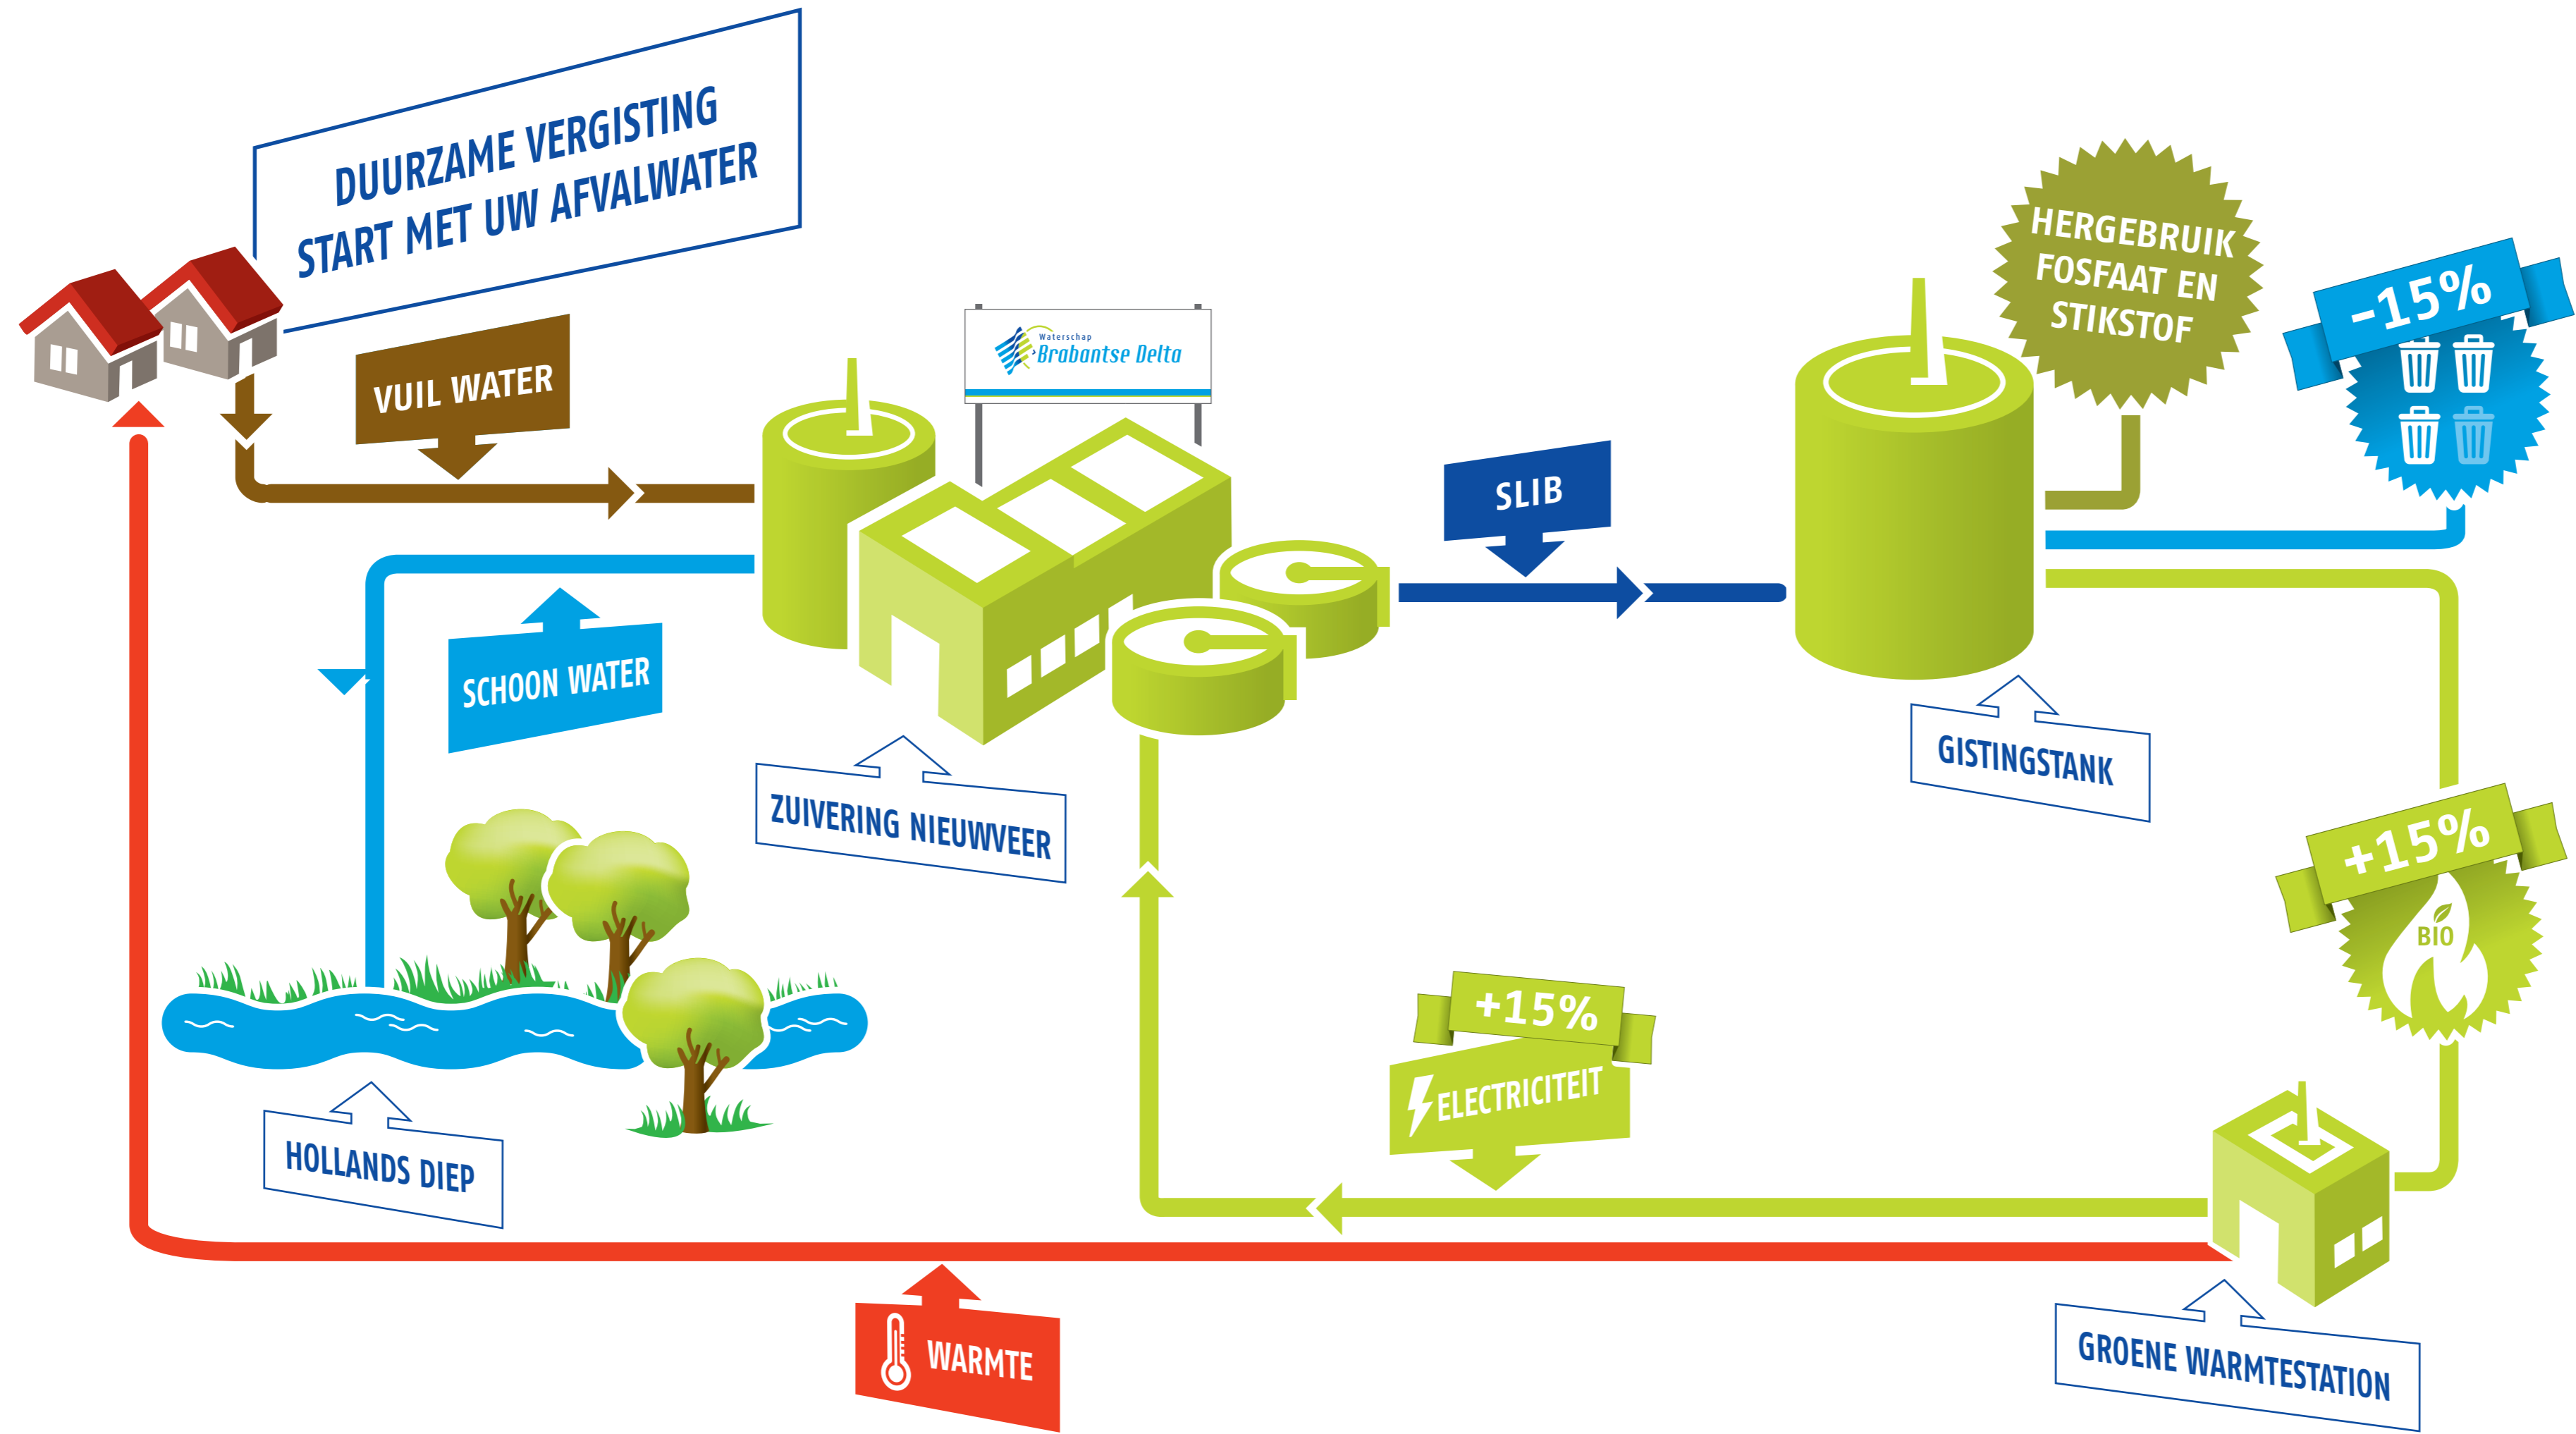 DUURZAME VERGISTING
START MET UW AFVALWATER
VUIL WATER
Waterschap
Brabantse Delta
SLIB
HERGEBRUIK
FOSFAAT EN
STIKSTOF
-15%
SCHOON WATER
ZUIVERING NIEUWVEER
GISTINGSTANK
+15%
BIO
+15%
ELECTRICITEIT
HOLLANDS DIEP
WARMTE
GROENE WARMTESTATION